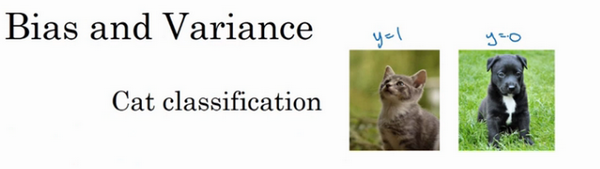 Bias and Variance
y=1
y=0
Cat classification